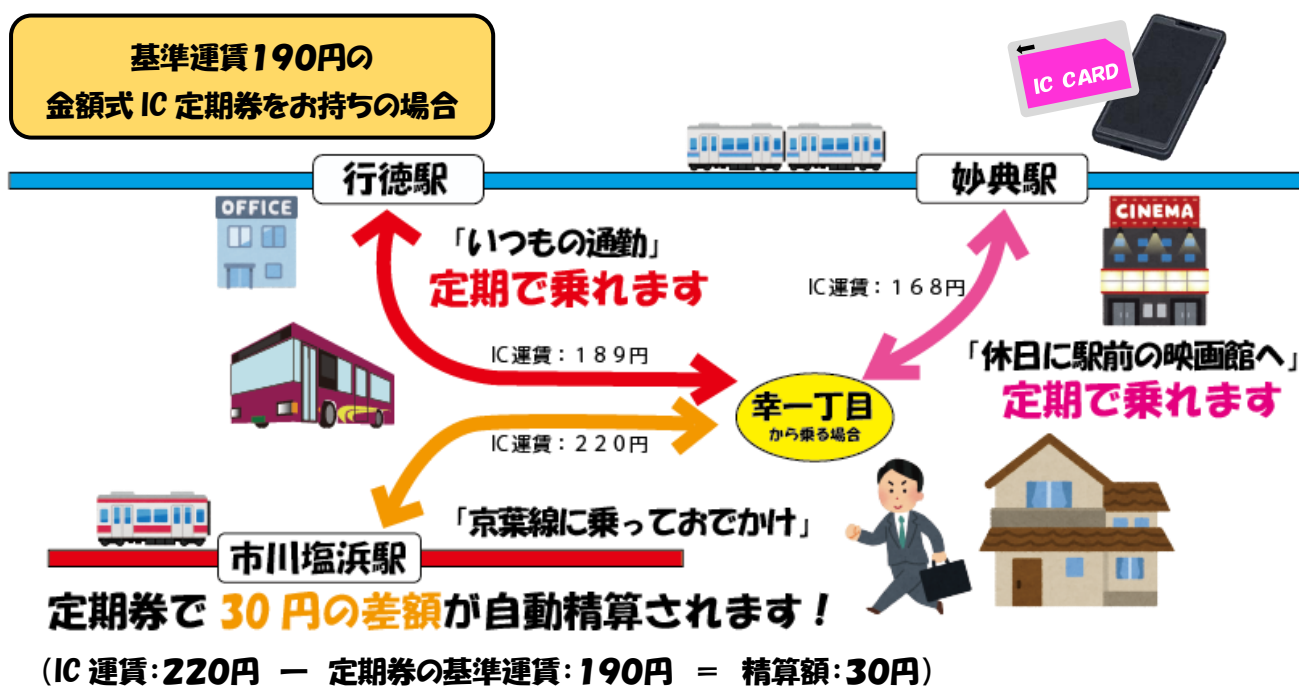 基準運賃190円の
金額式IC定期券をお持ちの場合
IC CARD
行徳駅
妙典駅
OFFICE
CINEMA
「いつもの通勤」
定期で乗れます
IC運賃：168円
IC運賃：189円
「休日に駅前の映画館へ」
定期で乗れます
幸一丁目
から乗る場合
IC運賃：220円
「京葉線に乗っておでかけ」
市川塩浜駅
定期券で30円の差額が自動精算されます！
（IC運賃：220円 － 定期券の基準運賃：190円 ＝ 精算額：30円）